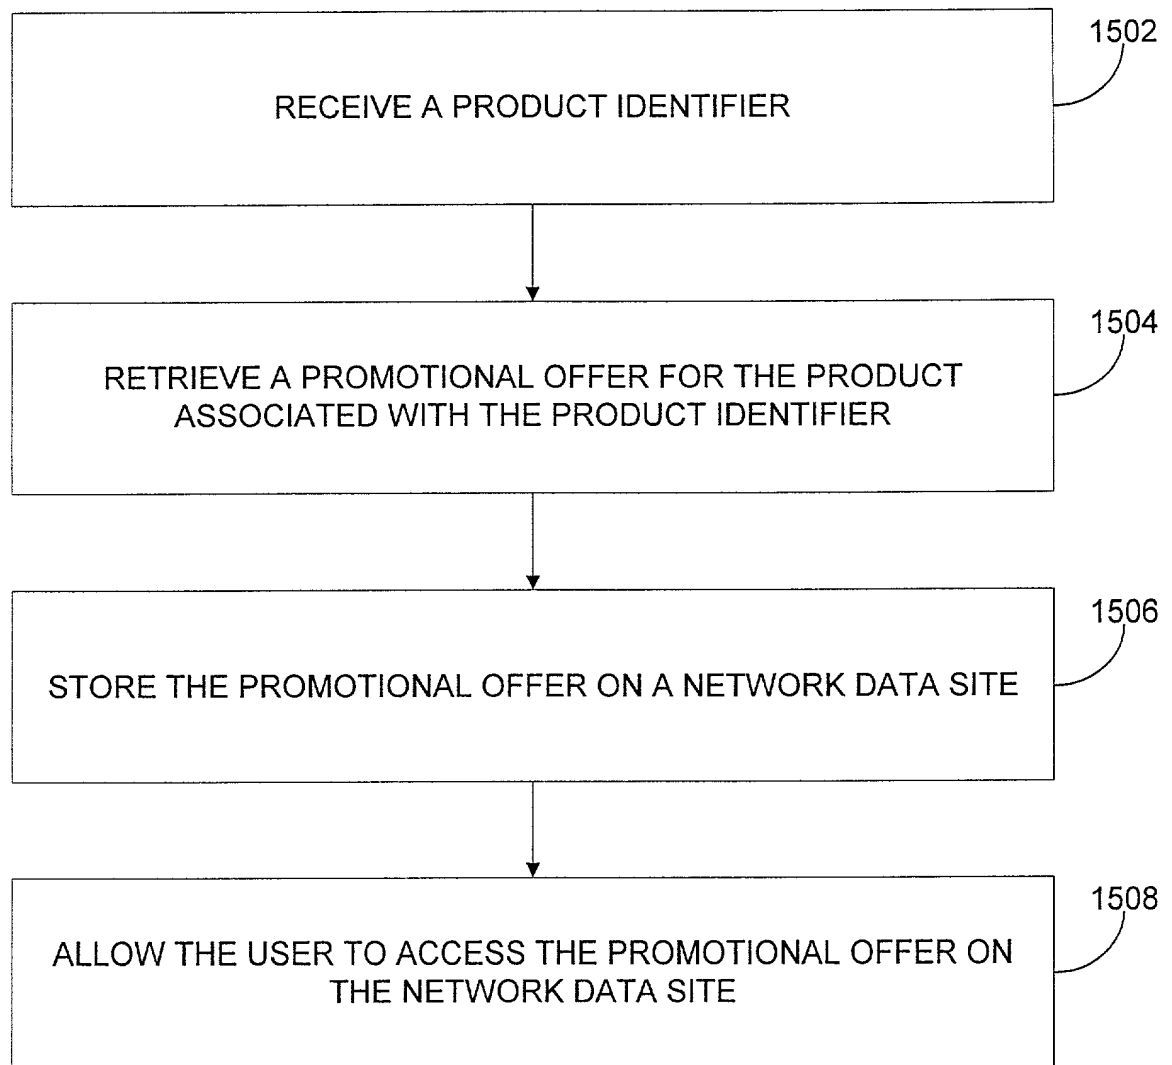 1502
RECEIVE A PRODUCT IDENTIFIER
1504
RETRIEVE A PROMOTIONAL OFFER FOR THE PRODUCT
ASSOCIATED WITH THE PRODUCT IDENTIFIER
1506
STORE THE PROMOTIONAL OFFER ON A NETWORK DATA SITE
1508
ALLOW THE USER TO ACCESS THE PROMOTIONAL OFFER ON
THE NETWORK DATA SITE